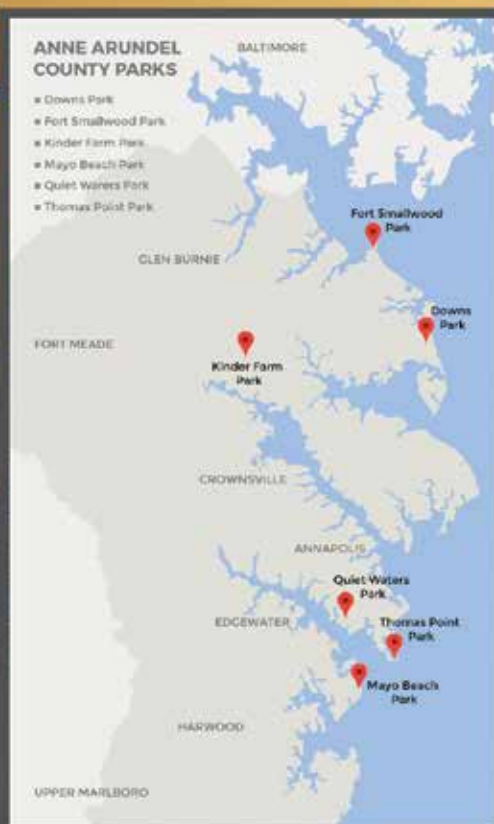 ANNE ARUNDEL
COUNTY PARKS
Downs Park
Fort Smallwood Park
Kinder Farm Park
Mayo Beach Park
Quiet Waters Park
Thomas Point Park
BALTIMORE
Fort Smallwood
Park
GLEN BURNIE
Downs
Park
FORT MEADE
Kinder Farm
Park
CROWNSVILLE
ANNAPOLIS
Quiet Waters
Park
EDGEWATER
Thomas Point
Park
Mayo Beach
Park
HARWOOD
UPPER MARLBORO